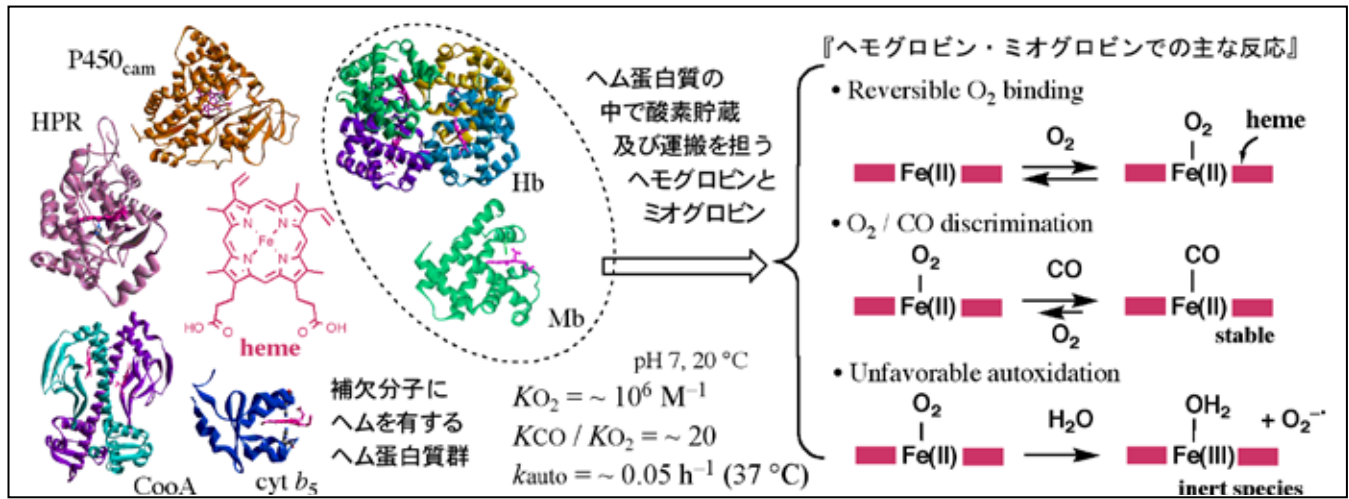 P450cam
HPR
Hb
Mb
N
N
N
N
Fe
HO
O
O
OH
heme
CooA
cyt b5
補欠分子に
ヘムを有する
ヘム蛋白質群
ヘム蛋白質の
中で酸素貯蔵
及び運搬を担う
ヘモグロビンと
ミオグロビン
pH 7, 20 °C
KO2 = ~ 10^6 M^–1
KCO / KO2 = ~ 20
kauto = ~ 0.05 h^–1 (37 °C)
『ヘモグロビン・ミオグロビンでの主な反応』
• Reversible O2 binding
Fe(II)
O2
O2
Fe(II)
heme
• O2 / CO discrimination
O2
Fe(II)
CO
O2
CO
Fe(II)
stable
• Unfavorable autoxidation
O2
Fe(II)
H2O
OH2
Fe(III)
+ O2–·
inert species